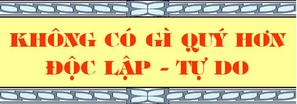 KHÔNG CÓ GÌ QUÝ HƠN
ĐỘC LẬP - TỰ DO